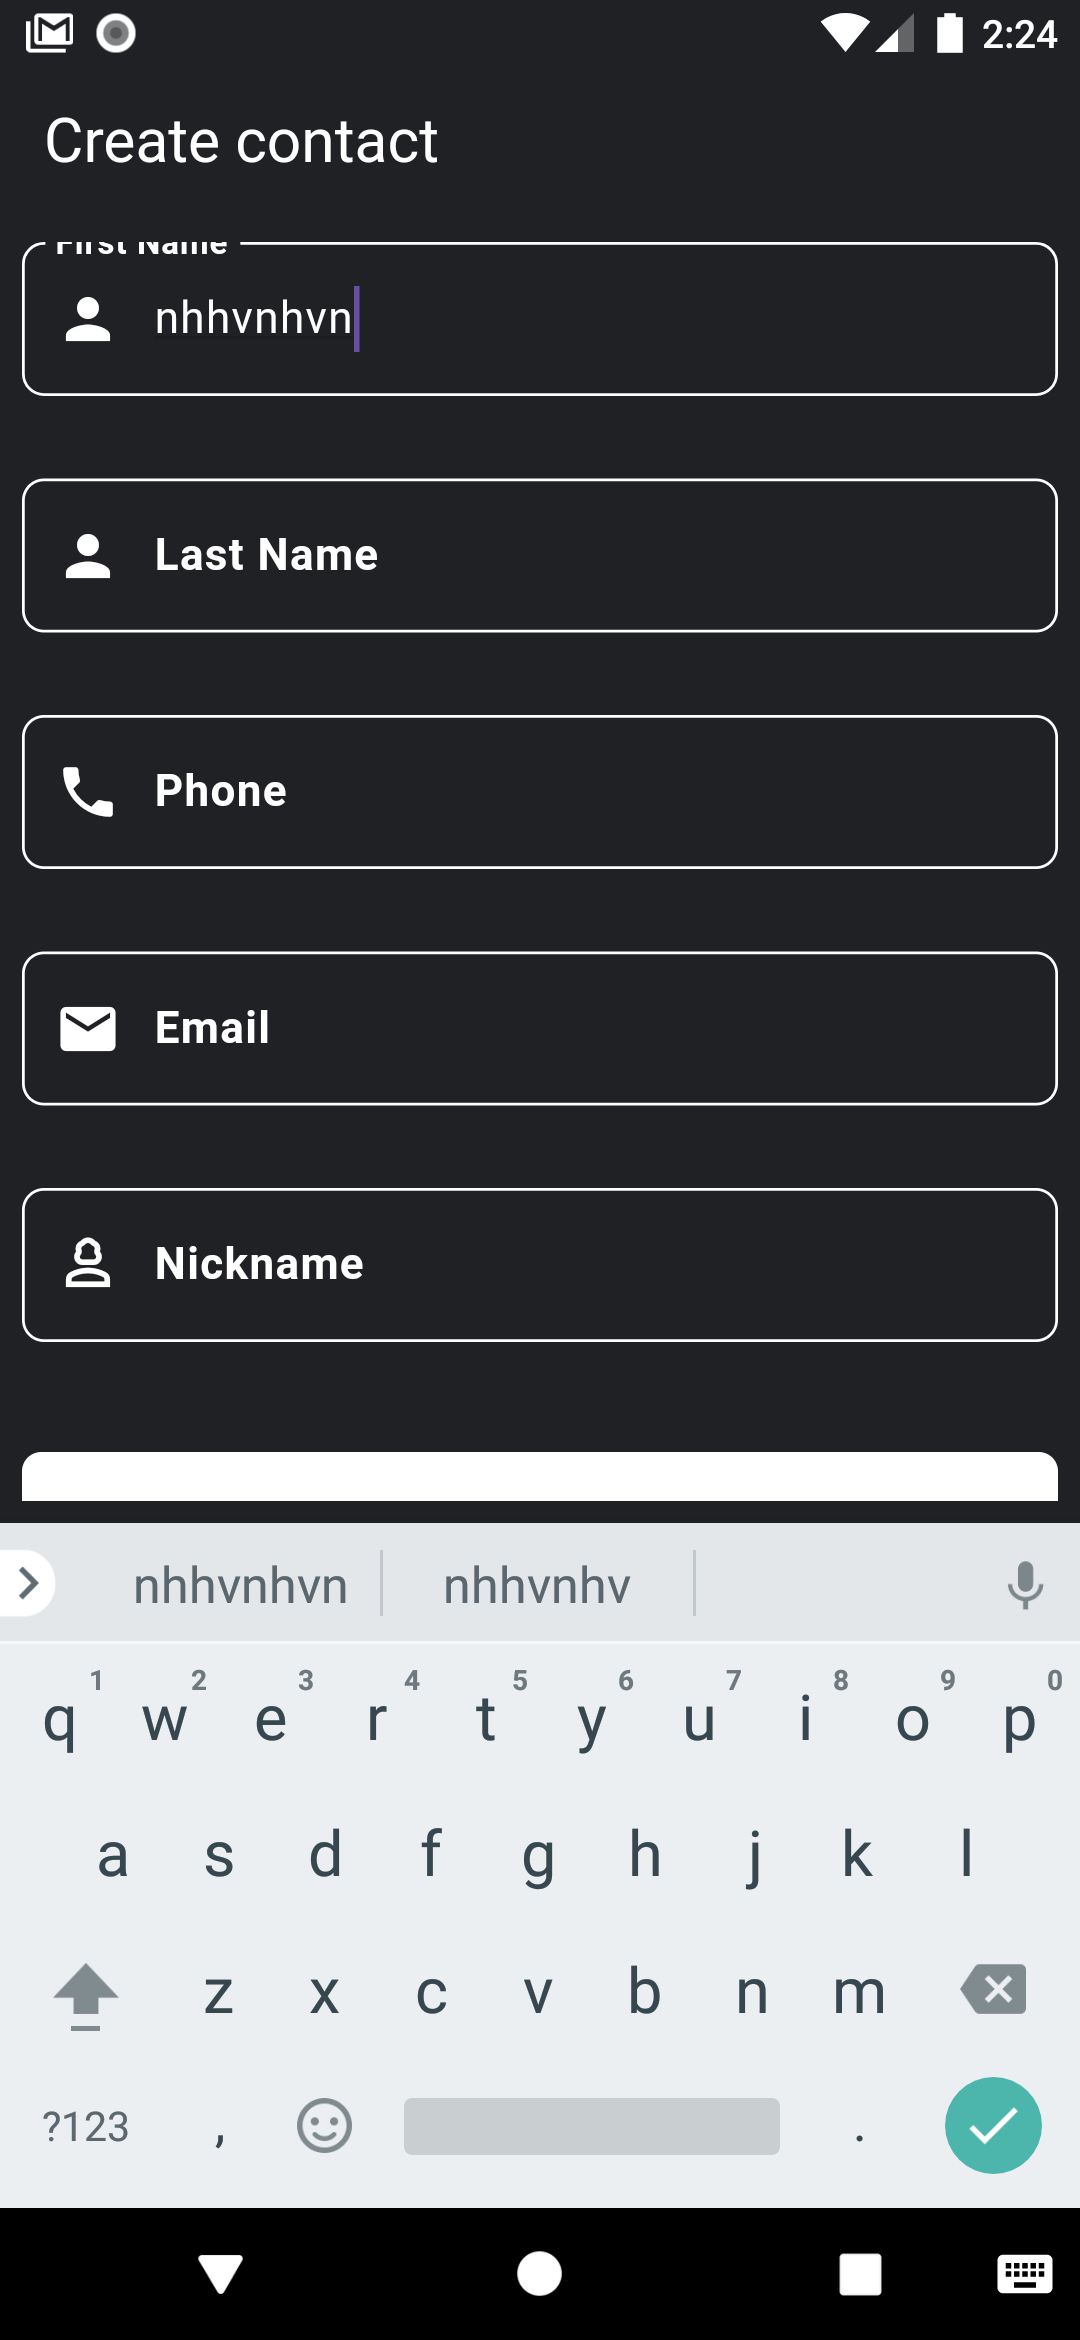 2:24
Create contact
First Name
nhhvnhvn
Last Name
Phone
Email
Nickname
nhhvnhvn nhhvnhv
1 2 3 4 5 6 7 8 9 0
q w e r t y u i o p
a s d f g h j k l
z x c v b n m
?123 , .